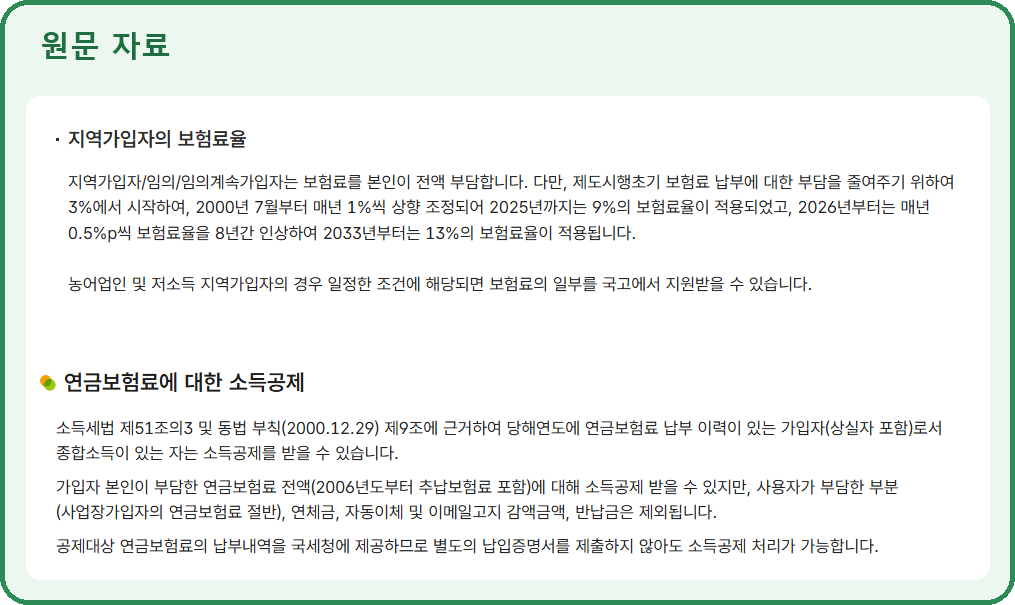 원문 자료
· 지역가입자의 보험료율
지역가입자/임의/임의계속가입자는 보험료를 본인이 전액 부담합니다. 다만, 제도시행초기 보험료 납부에 대한 부담을 줄여주기 위하여
3%에서 시작하여, 2000년 7월부터 매년 1%씩 상향 조정되어 2025년까지는 9%의 보험료율이 적용되었고, 2026년부터는 매년
0.5%p씩 보험료율을 8년간 인상하여 2033년부터는 13%의 보험료율이 적용됩니다.
농어업인 및 저소득 지역가입자의 경우 일정한 조건에 해당되면 보험료의 일부를 국고에서 지원받을 수 있습니다.
연금보험료에 대한 소득공제
소득세법 제51조의3 및 동법 부칙(2000.12.29) 제9조에 근거하여 당해연도에 연금보험료 납부 이력이 있는 가입자(상실자 포함)로서
종합소득이 있는 자는 소득공제를 받을 수 있습니다.
가입자 본인이 부담한 연금보험료 전액(2006년도부터 추납보험료 포함)에 대해 소득공제 받을 수 있지만, 사용자가 부담한 부분
(사업장가입자의 연금보험료 절반), 연체금, 자동이체 및 이메일고지 감액금액, 반납금은 제외됩니다.
공제대상 연금보험료의 납부내역을 국세청에 제공하므로 별도의 납입증명서를 제출하지 않아도 소득공제 처리가 가능합니다.